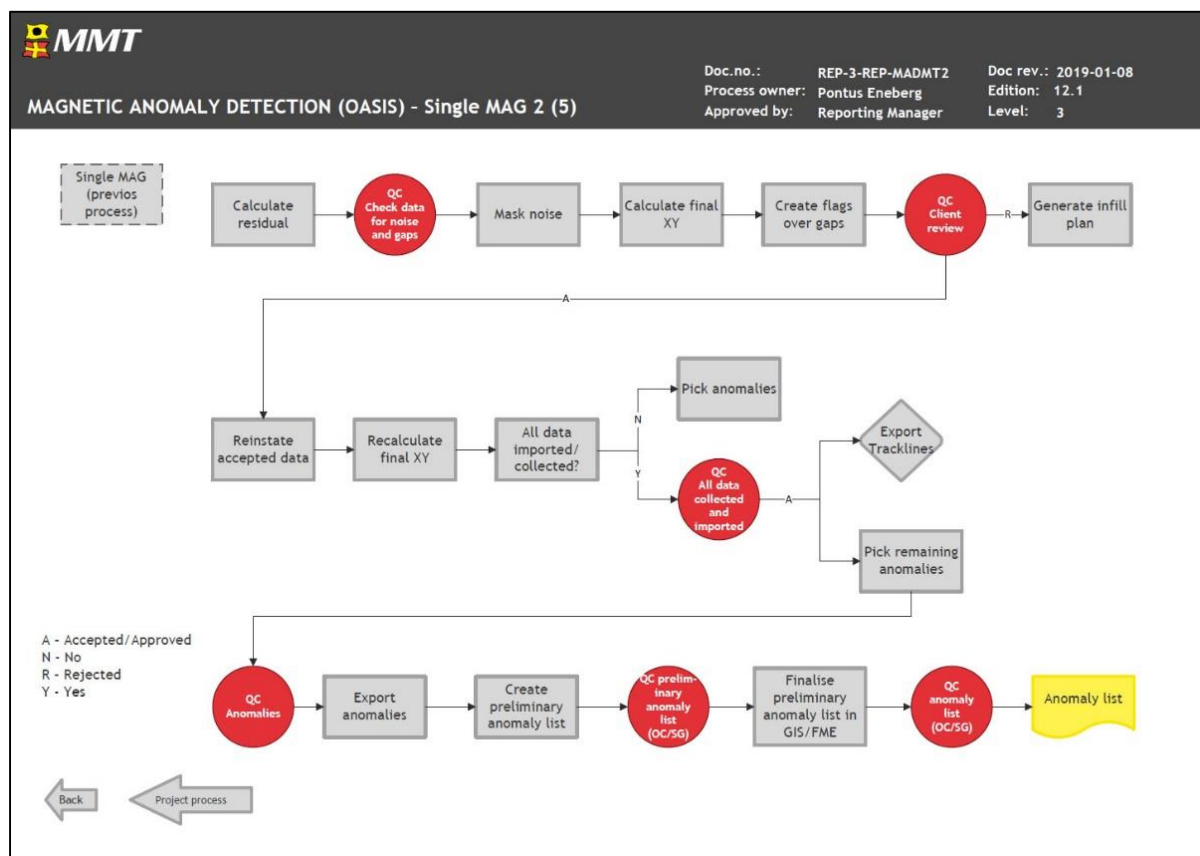 MMT
Doc.no.: REP-3-REP-MADMT2 Doc rev.: 2019-01-08
Process owner: Pontus Eneberg Edition: 12.1
MAGNETIC ANOMALY DETECTION (OASIS) - Single MAG 2 (5)
Approved by: Reporting Manager Level: 3
Single MAG
(previos
process)
Calculate
residual
QC
Check data
for noise
and gaps
Mask noise
Calculate final
XY
Create flags
over gaps
QC
Client
review
R
Generate infill
plan
A
Reinstate
accepted data
Recalculate
final XY
All data
imported/
collected?
N
Pick anomalies
Y
QC
All data
collected
and
imported
A
Export
Tracklines
Pick remaining
anomalies
A - Accepted/Approved
N - No
R - Rejected
Y - Yes
QC
Anomalies
Export
anomalies
Create
preliminary
anomaly list
QC prelim-
inary
anomaly
list
(OC/SG)
Finalise
preliminary
anomaly list in
GIS/FME
QC
anomaly
list
(OC/SG)
Anomaly list
Back
Project process